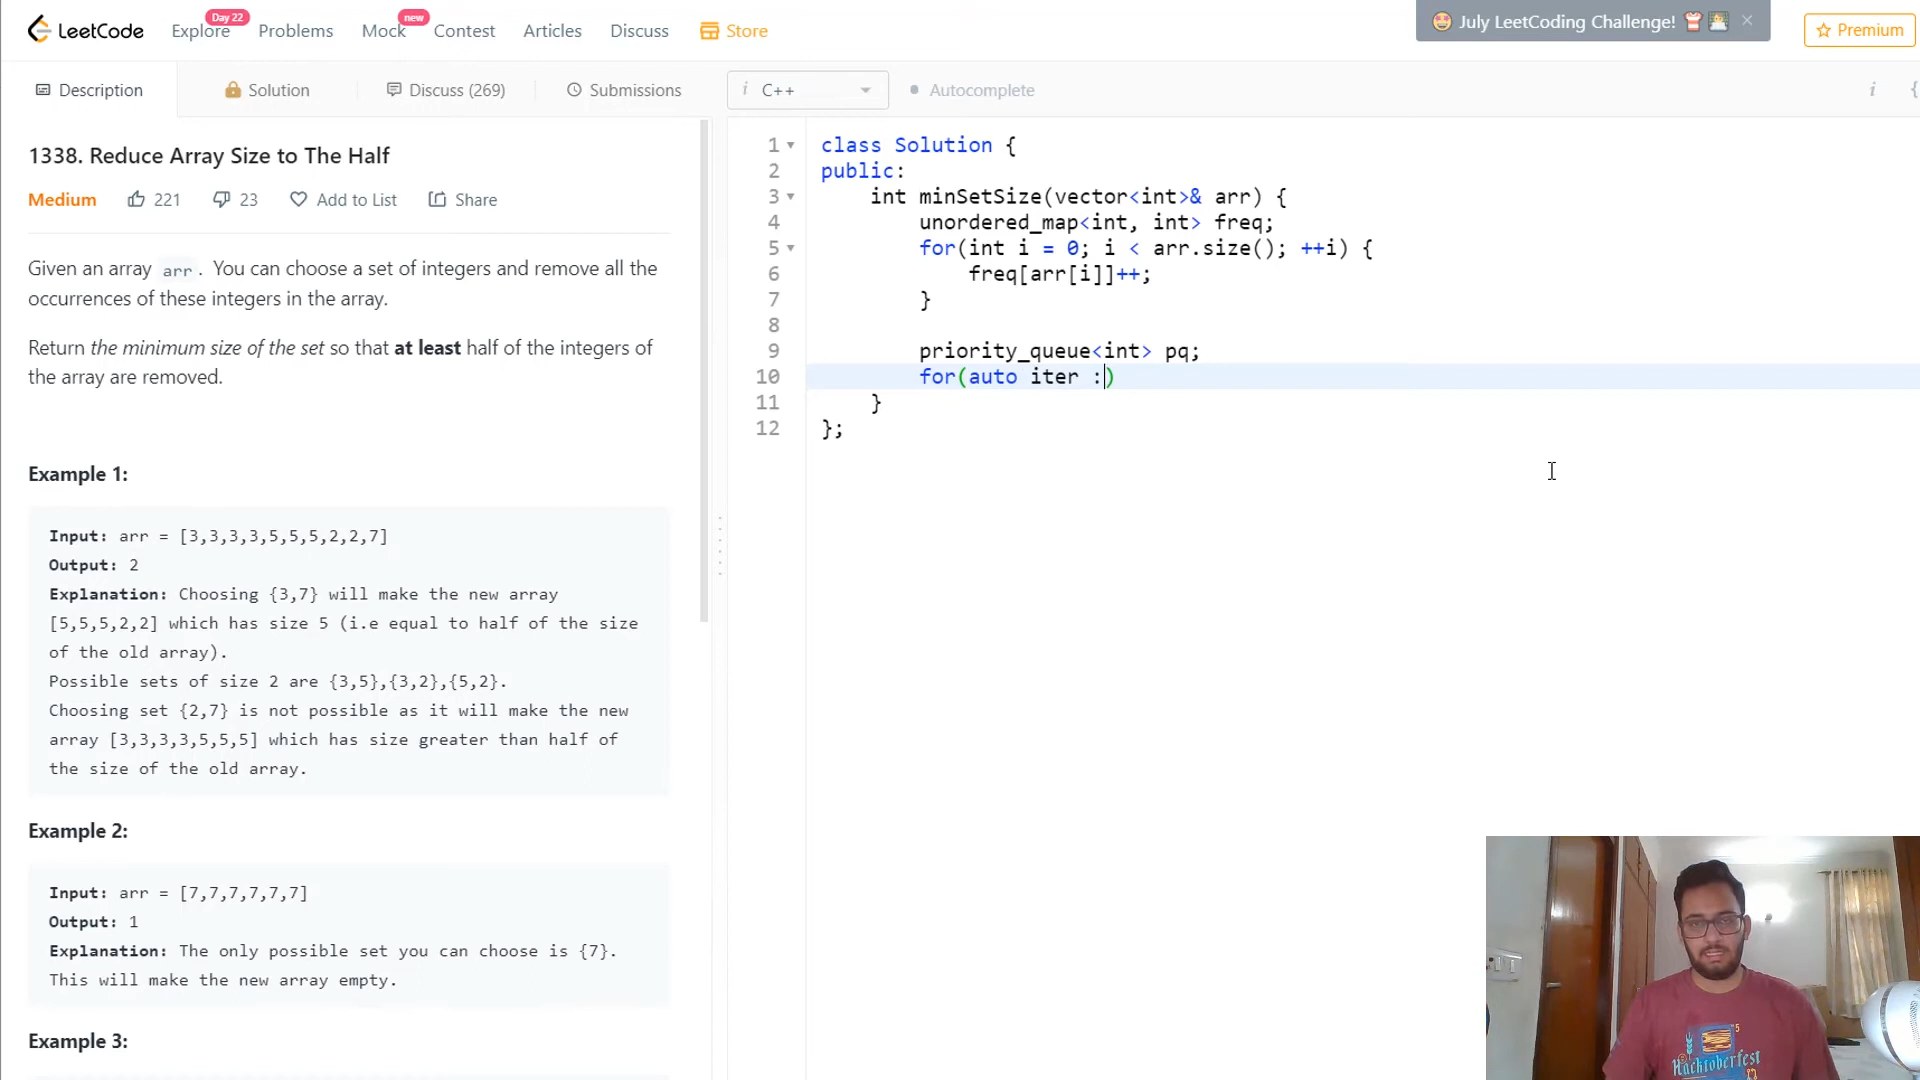 LeetCode
Explore
Day 22
Problems
Mock
new
Contest
Articles
Discuss
Store
July LeetCoding Challenge!
Premium
Description
Solution
Discuss (269)
Submissions
i C++
Autocomplete
i {
1338. Reduce Array Size to The Half
Medium 221 23 Add to List Share
Given an array arr. You can choose a set of integers and remove all the
occurrences of these integers in the array.
Return the minimum size of the set so that at least half of the integers of
the array are removed.
Example 1:
Input: arr = [3,3,3,3,5,5,5,2,2,7]
Output: 2
Explanation: Choosing {3,7} will make the new array
[5,5,5,2,2] which has size 5 (i.e equal to half of the size
of the old array).
Possible sets of size 2 are {3,5},{3,2},{5,2}.
Choosing set {2,7} is not possible as it will make the new
array [3,3,3,3,5,5,5] which has size greater than half of
the size of the old array.
Example 2:
Input: arr = [7,7,7,7,7,7]
Output: 1
Explanation: The only possible set you can choose is {7}.
This will make the new array empty.
Example 3:
1 class Solution {
2 public:
3 int minSetSize(vector<int>& arr) {
4 unordered_map<int, int> freq;
5 for(int i = 0; i < arr.size(); ++i) {
6 freq[arr[i]]++;
7 }
8
9 priority_queue<int> pq;
10 for(auto iter :)
11 }
12 };
Hacktoberfest